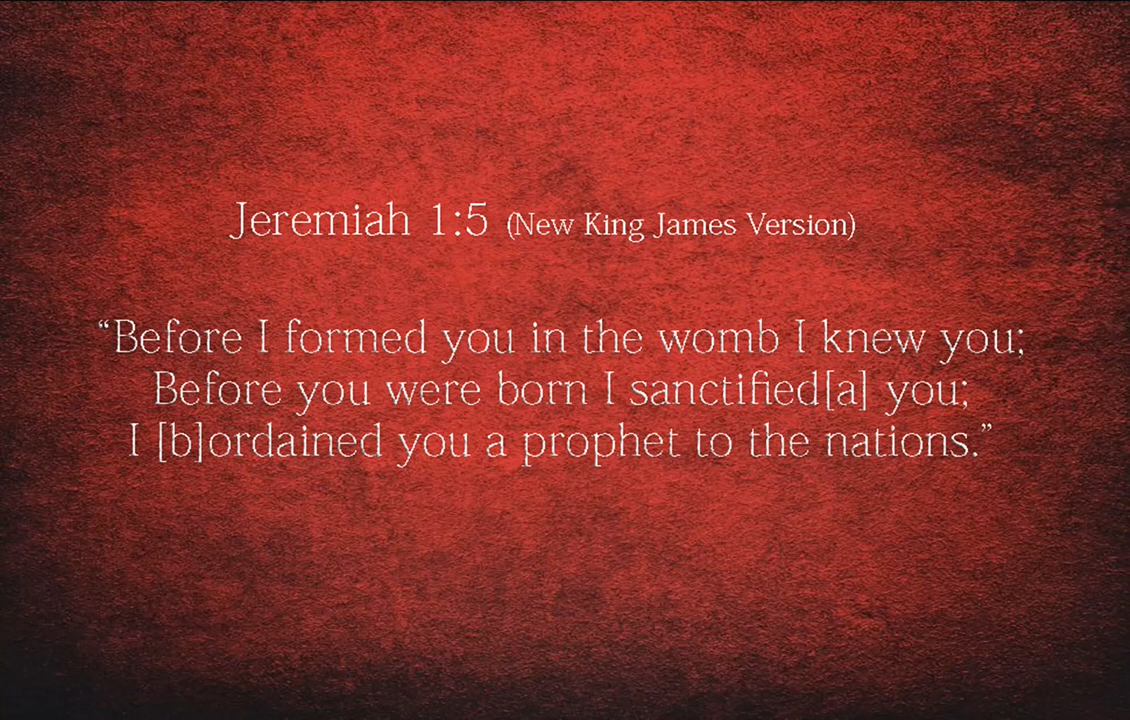 Jeremiah 1:5 (New King James Version)
“Before I formed you in the womb I knew you;
Before you were born I sanctified[a] you;
I [b]ordained you a prophet to the nations.”